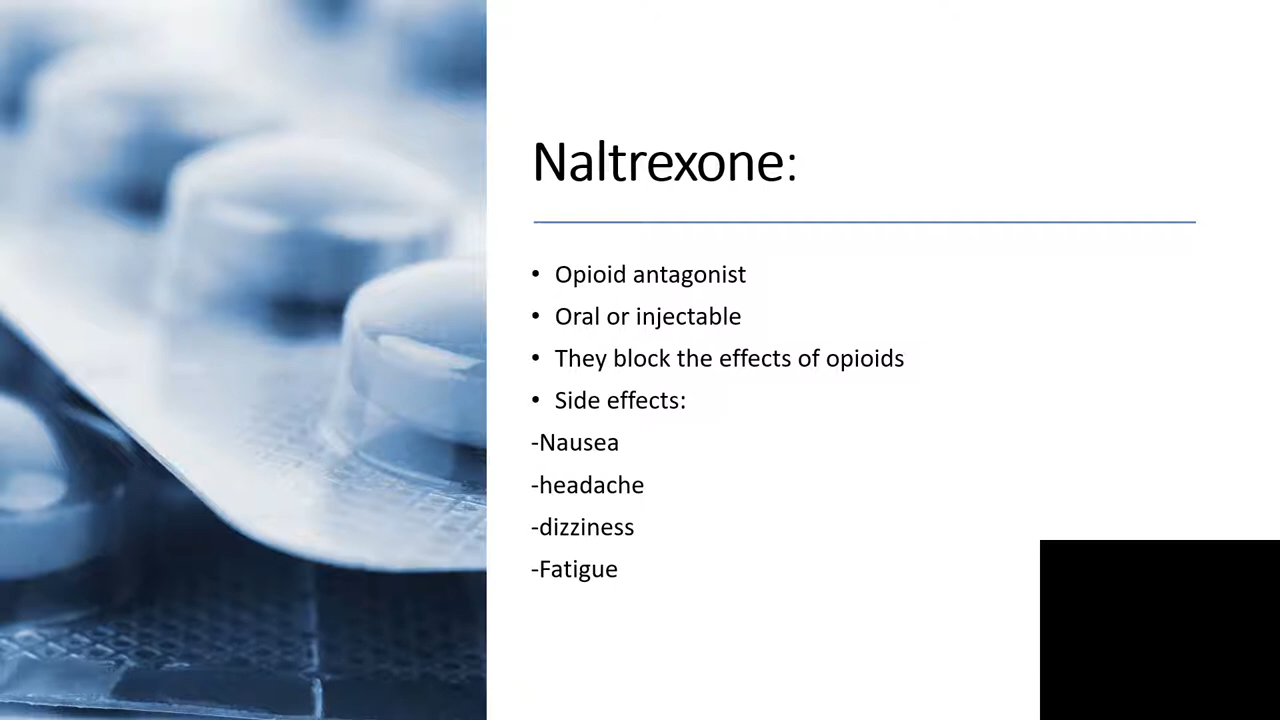 Naltrexone:
• Opioid antagonist
• Oral or injectable
• They block the effects of opioids
• Side effects:
-Nausea
-headache
-dizziness
-Fatigue